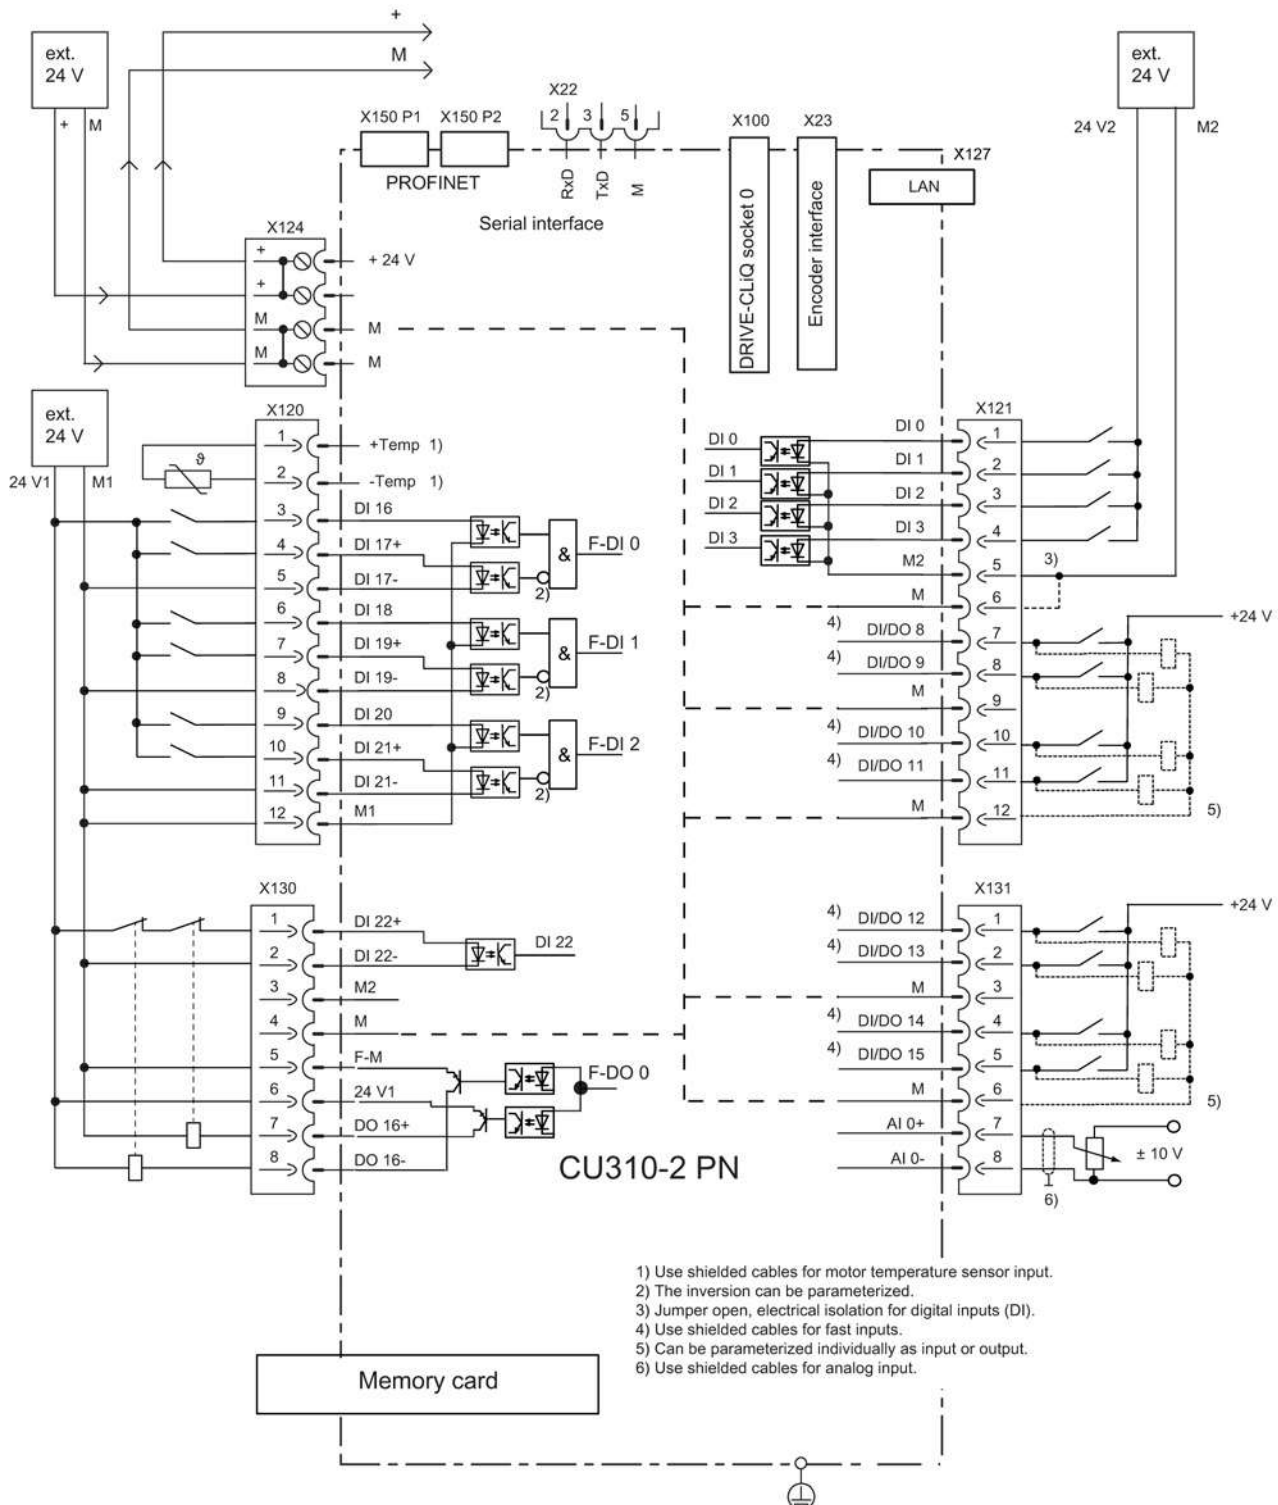 +
M
ext.
24 V
+ M
X22
2 3 5
RxD TxD M
Serial interface
X150 P1 X150 P2
PROFINET
X100 X23
DRIVE-CLiQ socket 0
Encoder interface
X127
LAN
ext.
24 V
24 V2 M2
X124
+ + 24 V
+
M M
M M
ext.
24 V
24 V1 M1
X120
ϑ
1 +Temp 1)
2 -Temp 1)
3 DI 16
4 DI 17+
5 DI 17-
6 DI 18
7 DI 19+
8 DI 19-
9 DI 20
10 DI 21+
11 DI 21-
12 M1
& F-DI 0
2)
& F-DI 1
2)
& F-DI 2
2)
X121
DI 0 DI 0 1
DI 1 DI 1 2
DI 2 DI 2 3
DI 3 DI 3 4
M2 5 3)
M 6
+24 V
4) DI/DO 8 7
4) DI/DO 9 8
M 9
4) DI/DO 10 10
4) DI/DO 11 11
M 12 5)
X130
1 DI 22+
2 DI 22- DI 22
3 M2
4 M
5 F-M
6 24 V1 F-DO 0
7 DO 16+
8 DO 16-
X131
+24 V
4) DI/DO 12 1
4) DI/DO 13 2
M 3
4) DI/DO 14 4
4) DI/DO 15 5
M 6 5)
AI 0+ 7
AI 0- 8 ± 10 V
6)
CU310-2 PN
1) Use shielded cables for motor temperature sensor input.
2) The inversion can be parameterized.
3) Jumper open, electrical isolation for digital inputs (DI).
4) Use shielded cables for fast inputs.
5) Can be parameterized individually as input or output.
6) Use shielded cables for analog input.
Memory card